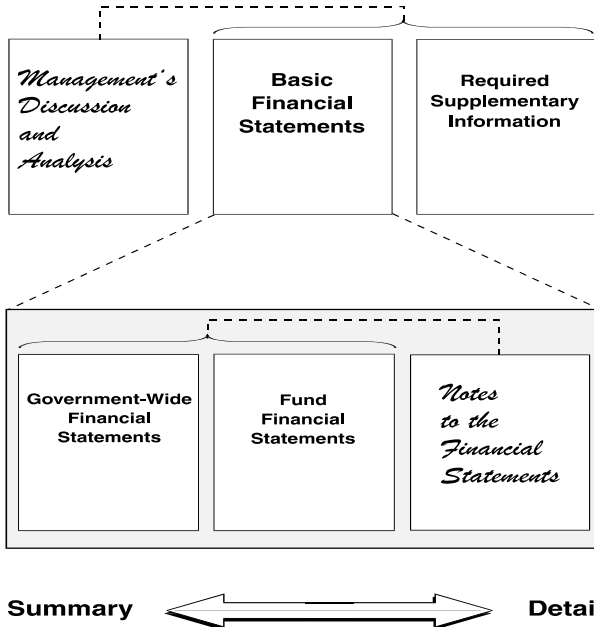 Management's
Discussion
and
Analysis
Basic
Financial
Statements
Required
Supplementary
Information
Government-Wide
Financial
Statements
Fund
Financial
Statements
Notes
to the
Financial
Statements
Summary
Detai